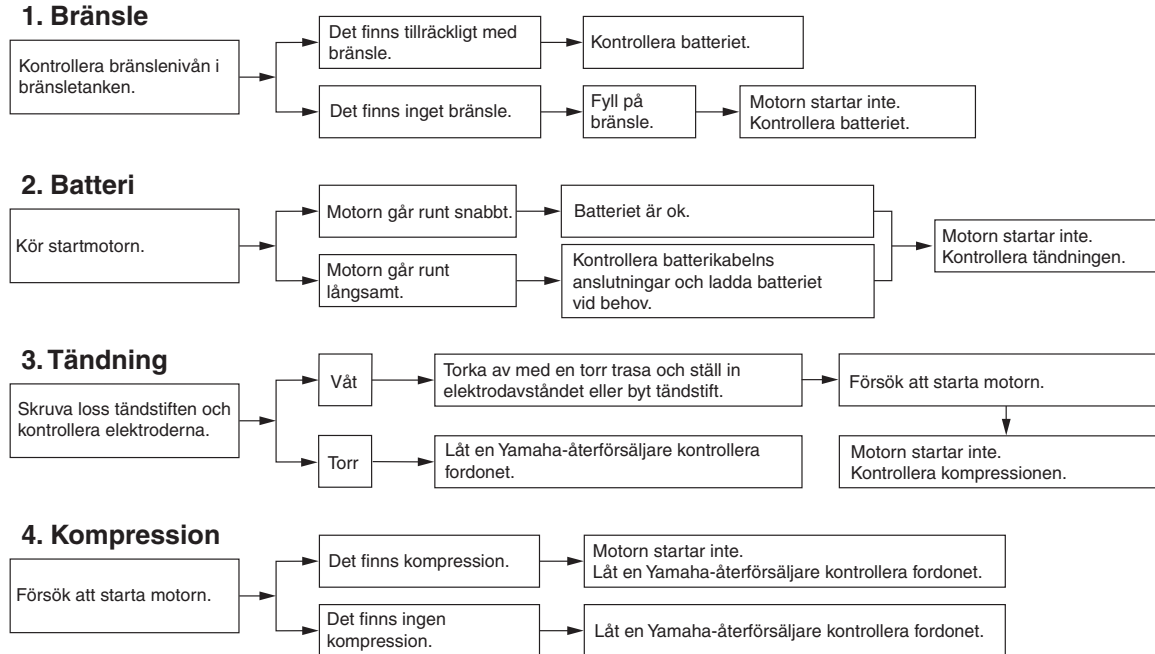 1. Bränsle
Kontrollera bränslenivån i
bränsletanken.
Det finns tillräckligt med
bränsle.
Kontrollera batteriet.
Det finns inget bränsle.
Fyll på
bränsle.
Motorn startar inte.
Kontrollera batteriet.
2. Batteri
Kör startmotorn.
Motorn går runt snabbt.
Batteriet är ok.
Motorn går runt
långsamt.
Kontrollera batterikabelns
anslutningar och ladda batteriet
vid behov.
Motorn startar inte.
Kontrollera tändningen.
3. Tändning
Skruva loss tändstiften och
kontrollera elektroderna.
Våt
Torka av med en torr trasa och ställ in
elektrodavståndet eller byt tändstift.
Försök att starta motorn.
Torr
Låt en Yamaha-återförsäljare kontrollera
fordonet.
Motorn startar inte.
Kontrollera kompressionen.
4. Kompression
Försök att starta motorn.
Det finns kompression.
Motorn startar inte.
Låt en Yamaha-återförsäljare kontrollera fordonet.
Det finns ingen
kompression.
Låt en Yamaha-återförsäljare kontrollera fordonet.